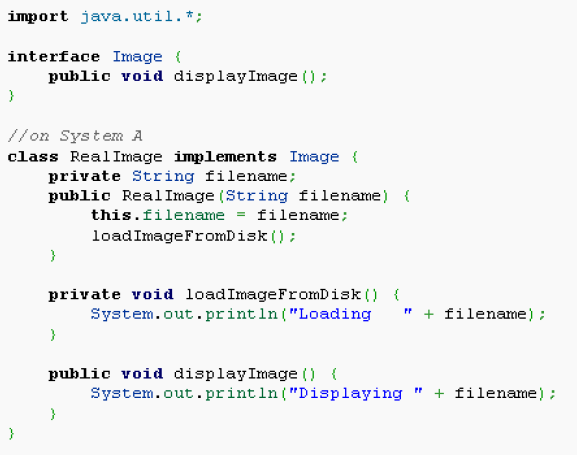 import java.util.*;
interface Image {
    public void displayImage();
}
//on System A
class RealImage implements Image {
    private String filename;
    public RealImage(String filename) {
        this.filename = filename;
        loadImageFromDisk();
    }
    private void loadImageFromDisk() {
        System.out.println("Loading   " + filename);
    }
    public void displayImage() {
        System.out.println("Displaying " + filename);
    }
}